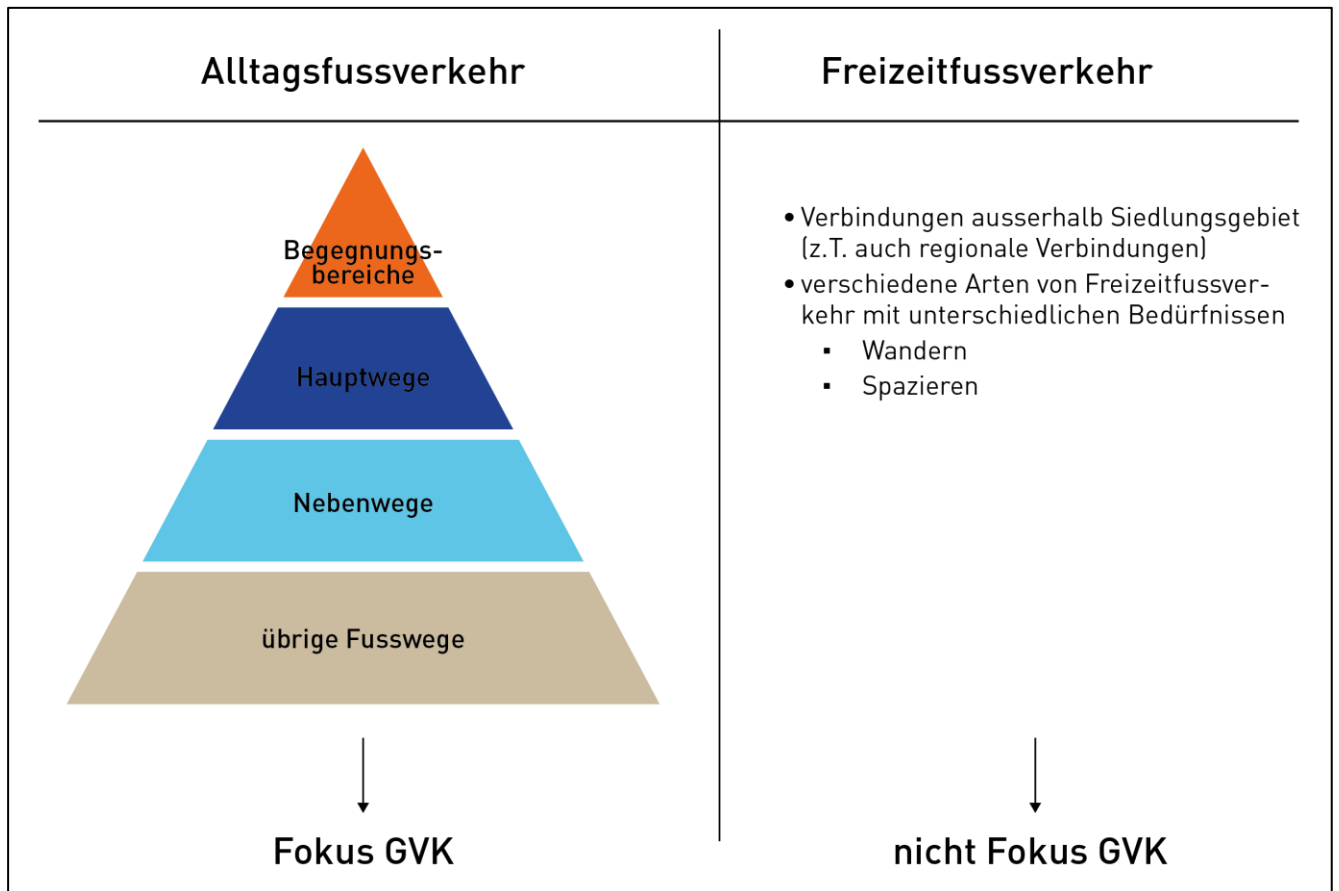 Alltagsfussverkehr
Begegnungs-
bereiche
Hauptwege
Nebenwege
übrige Fusswege
Fokus GVK
Freizeitfussverkehr
• Verbindungen ausserhalb Siedlungsgebiet
(z.T. auch regionale Verbindungen)
• verschiedene Arten von Freizeitfussver-
kehr mit unterschiedlichen Bedürfnissen
▪ Wandern
▪ Spazieren
nicht Fokus GVK